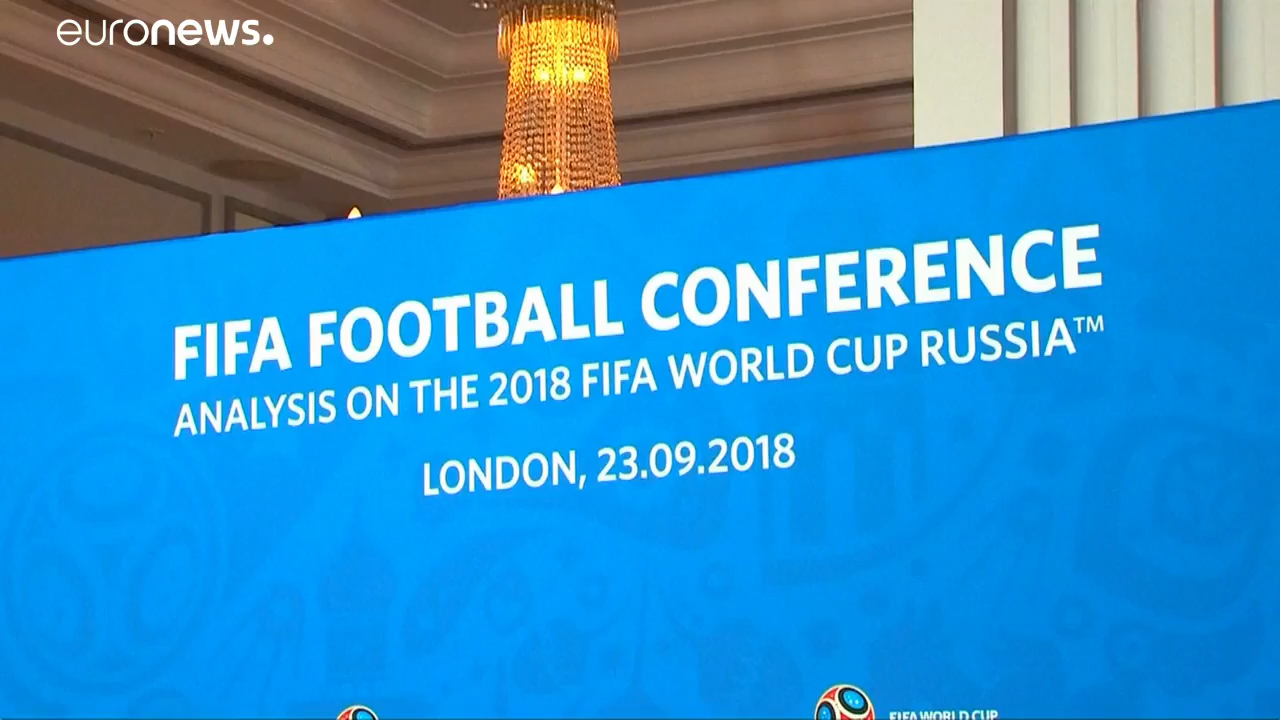 euronews.
FIFA FOOTBALL CONFERENCE
ANALYSIS ON THE 2018 FIFA WORLD CUP RUSSIA™
LONDON, 23.09.2018
FIFA WORLD CUP